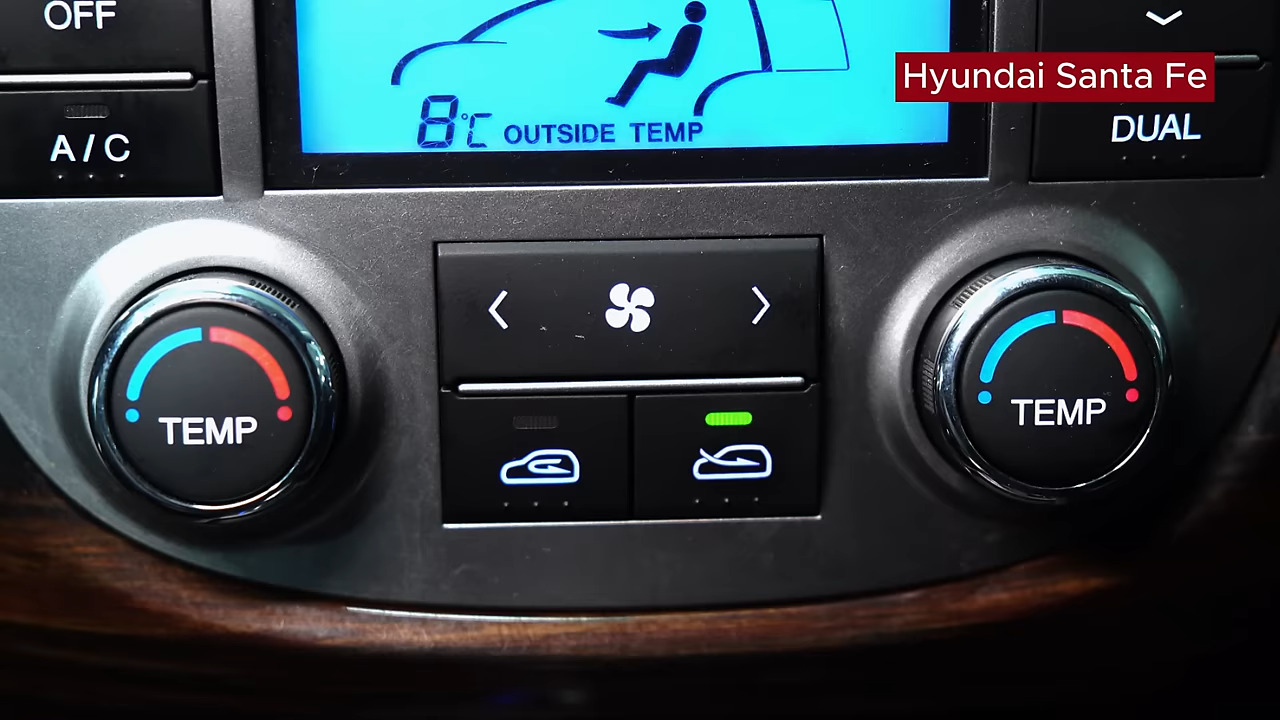 OFF
Hyundai Santa Fe
A/C
8°C OUTSIDE TEMP
DUAL
TEMP
TEMP